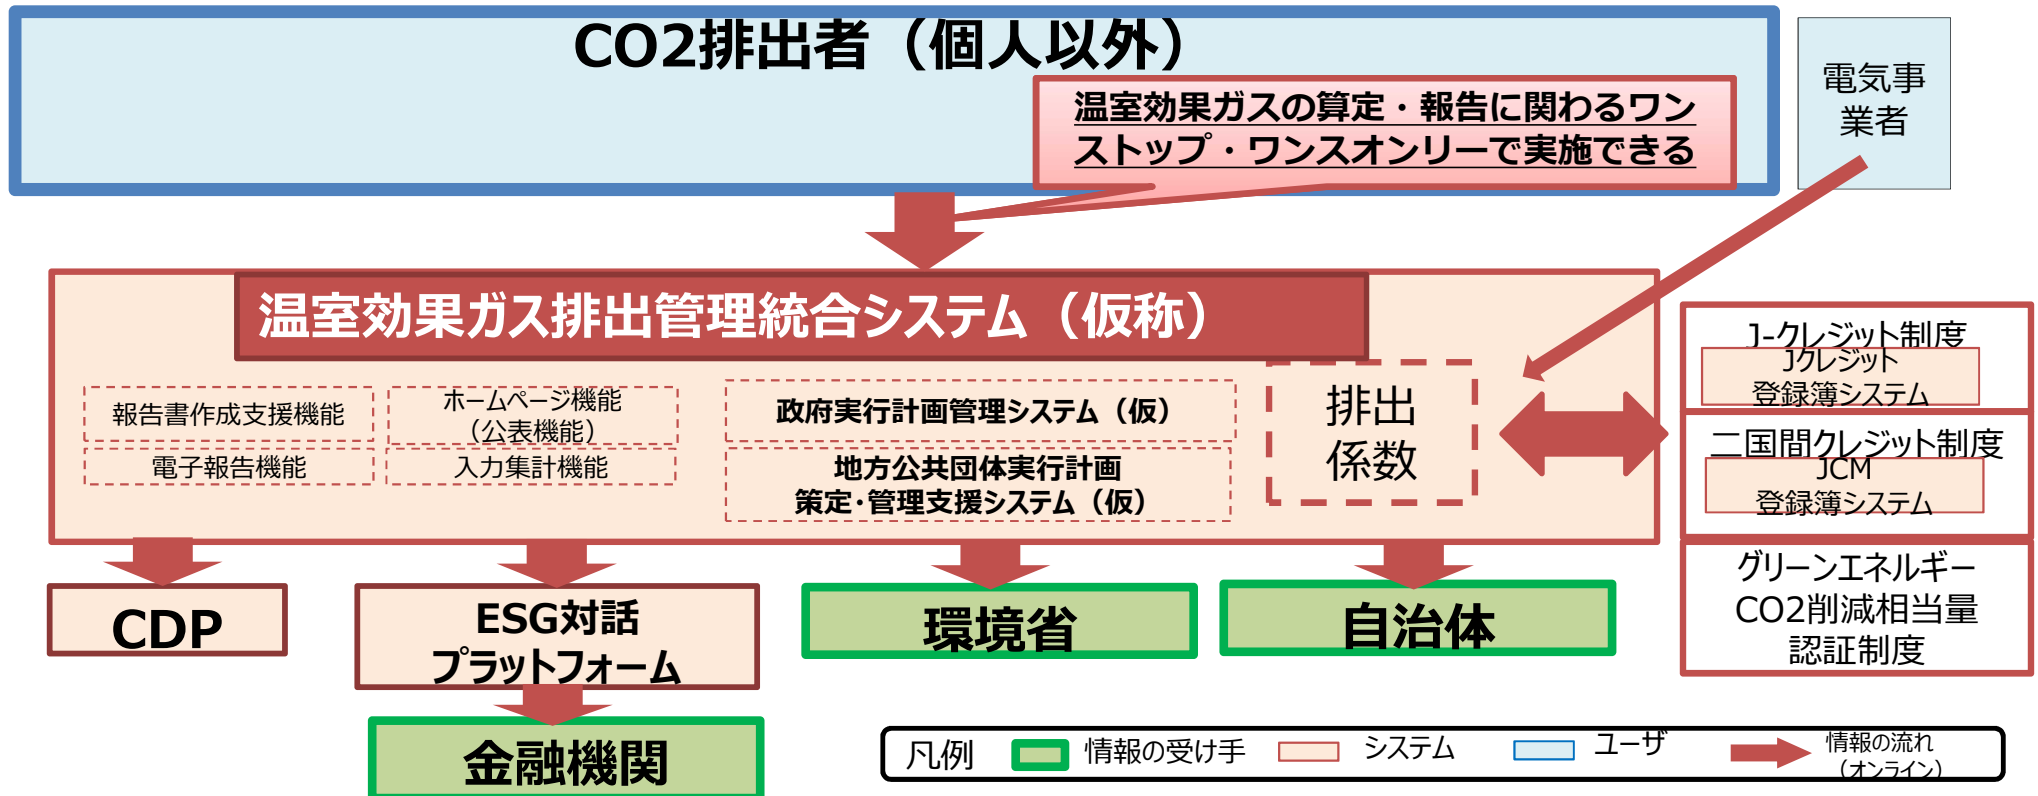 CO2排出者（個人以外）
温室効果ガスの算定・報告に関わるワン
ストップ・ワンスオンリーで実施できる
電気事
業者
温室効果ガス排出管理統合システム（仮称）
報告書作成支援機能
ホームページ機能
（公表機能）
電子報告機能
入力集計機能
政府実行計画管理システム（仮）
地方公共団体実行計画
策定・管理支援システム（仮）
排出
係数
J-クレジット制度
Jクレジット
登録簿システム
二国間クレジット制度
JCM
登録簿システム
グリーンエネルギー
CO2削減相当量
認証制度
CDP
ESG対話
プラットフォーム
環境省
自治体
金融機関
凡例
情報の受け手
システム
ユーザ
情報の流れ
（オンライン）